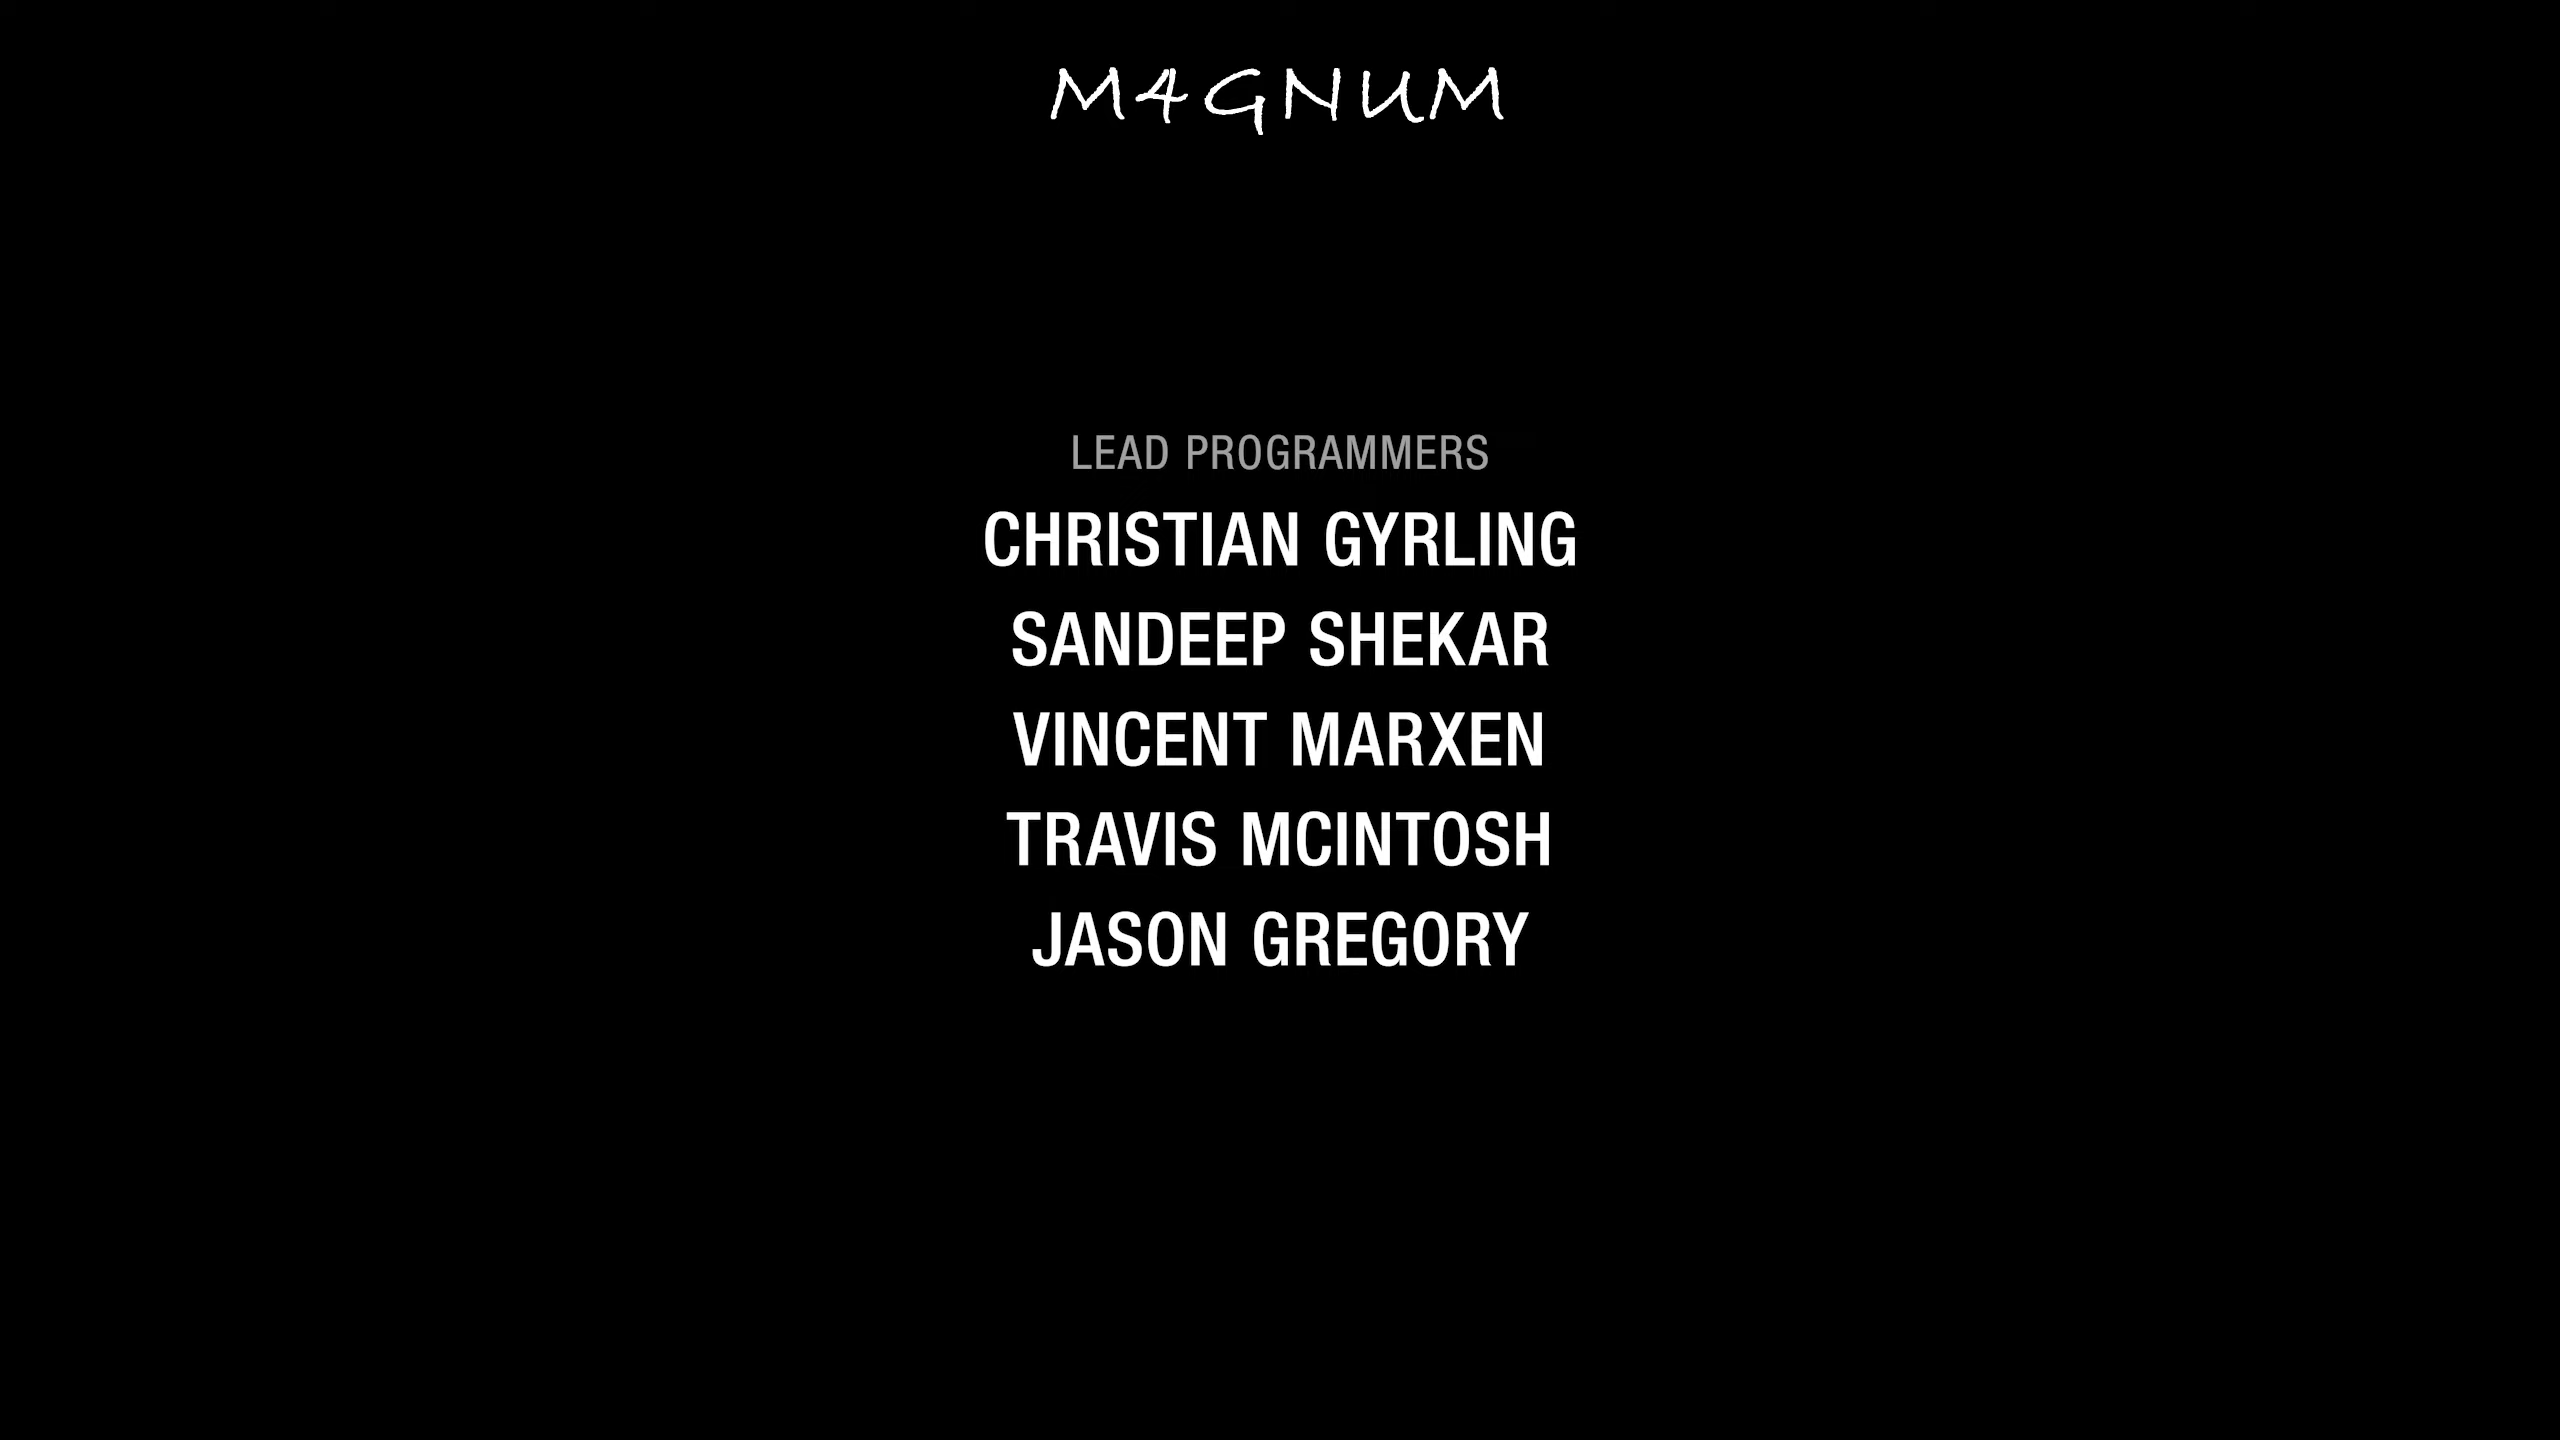 M4GNUM
LEAD PROGRAMMERS
CHRISTIAN GYRLING
SANDEEP SHEKAR
VINCENT MARXEN
TRAVIS MCINTOSH
JASON GREGORY